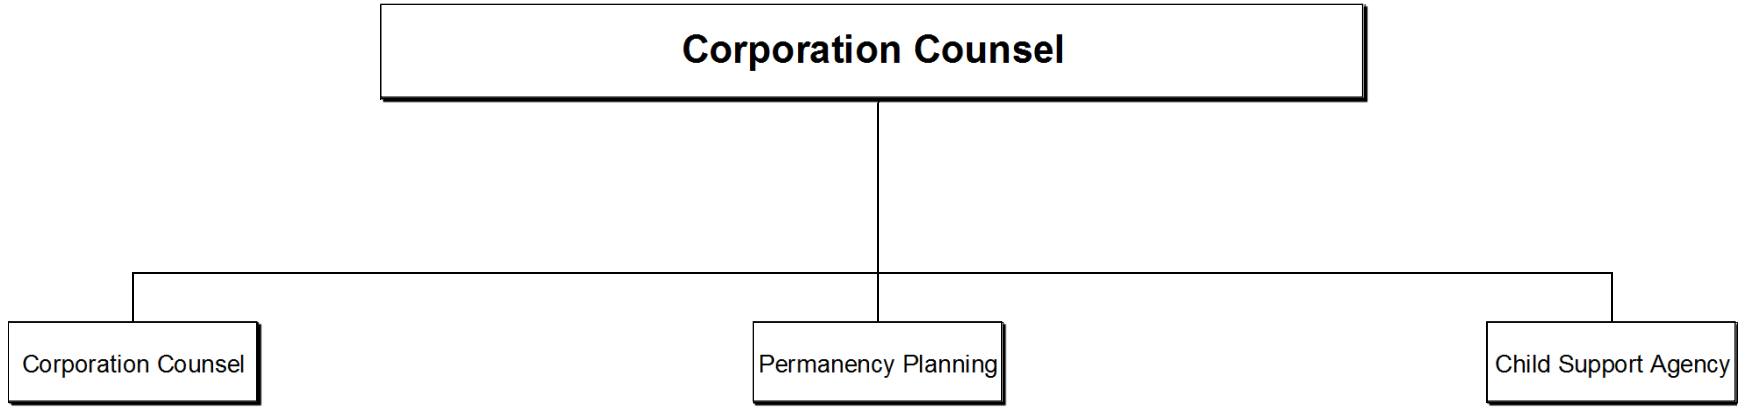 Corporation Counsel
Corporation Counsel
Permanency Planning
Child Support Agency